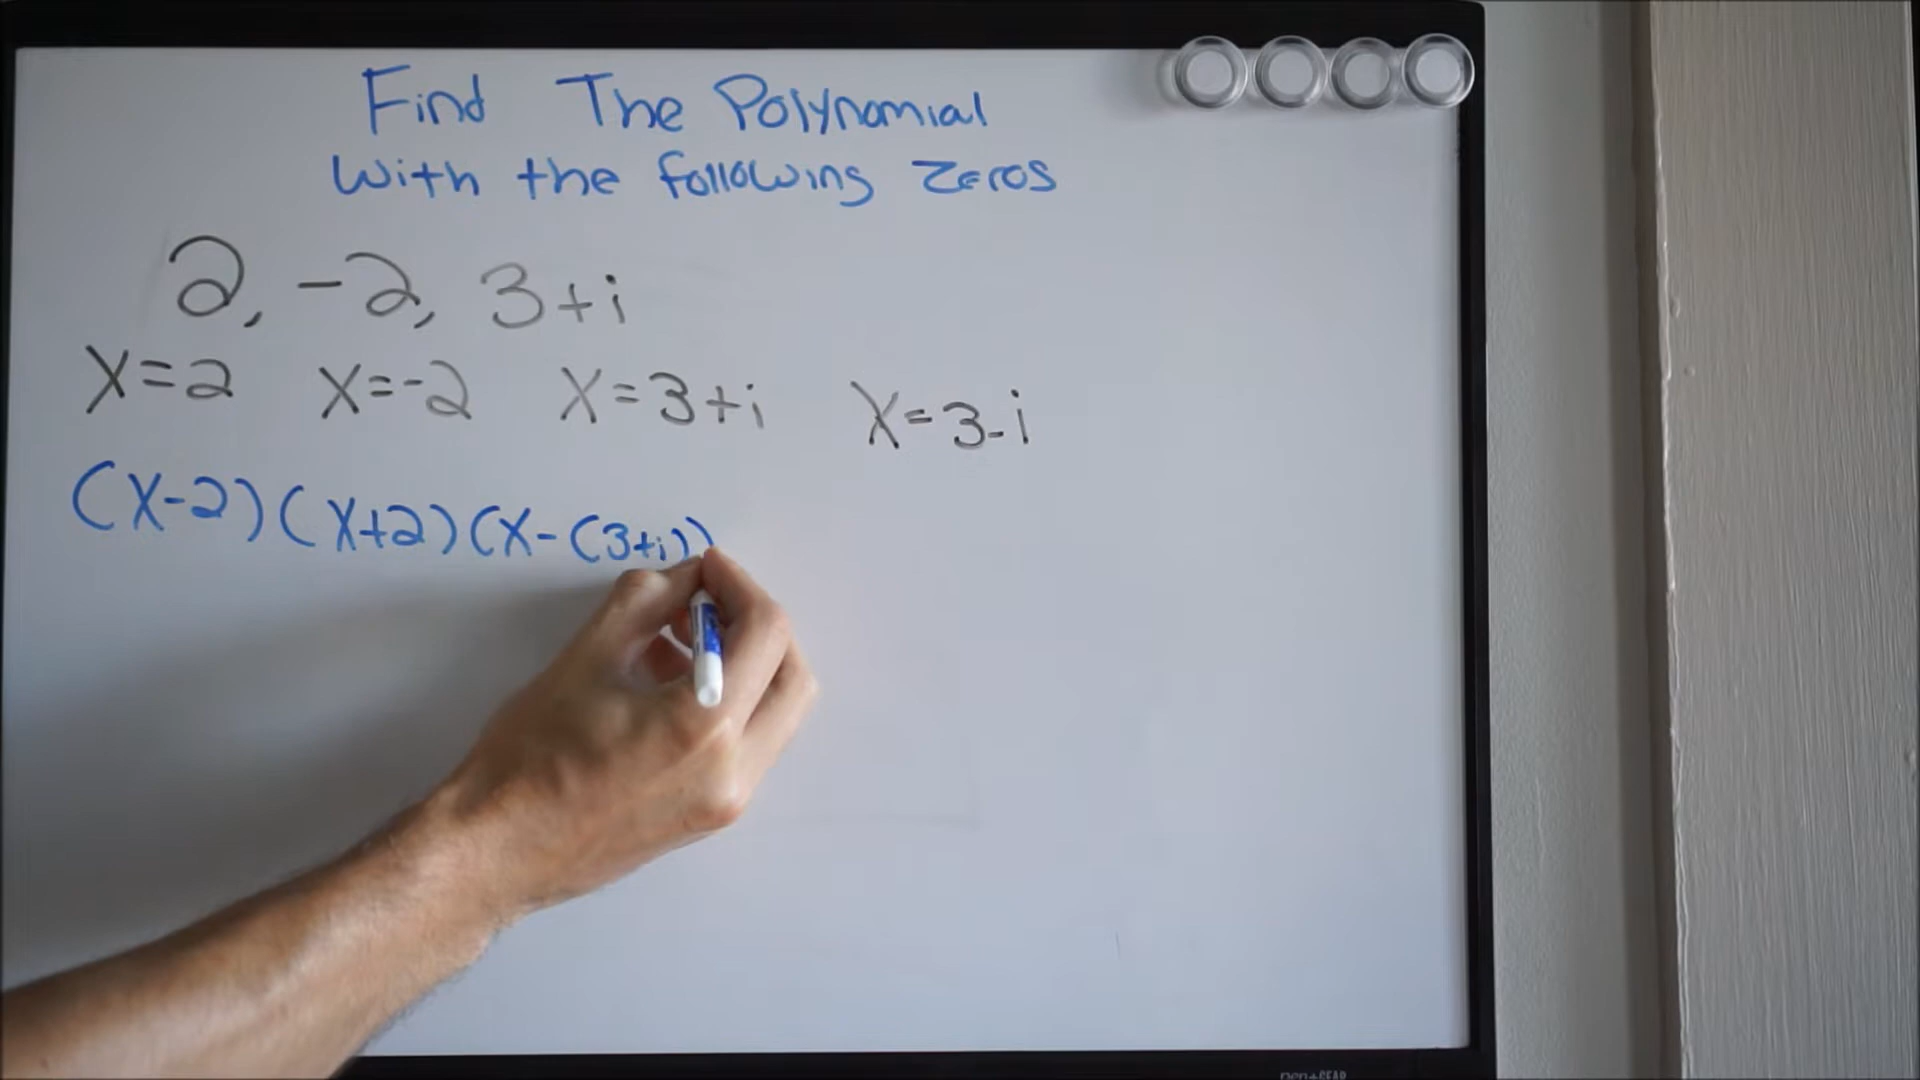 Find The Polynomial
With the following Zeros
2, -2, 3+i
X=2 X=-2 X=3+i X=3-i
(X-2)(X+2)(X-(3+i))